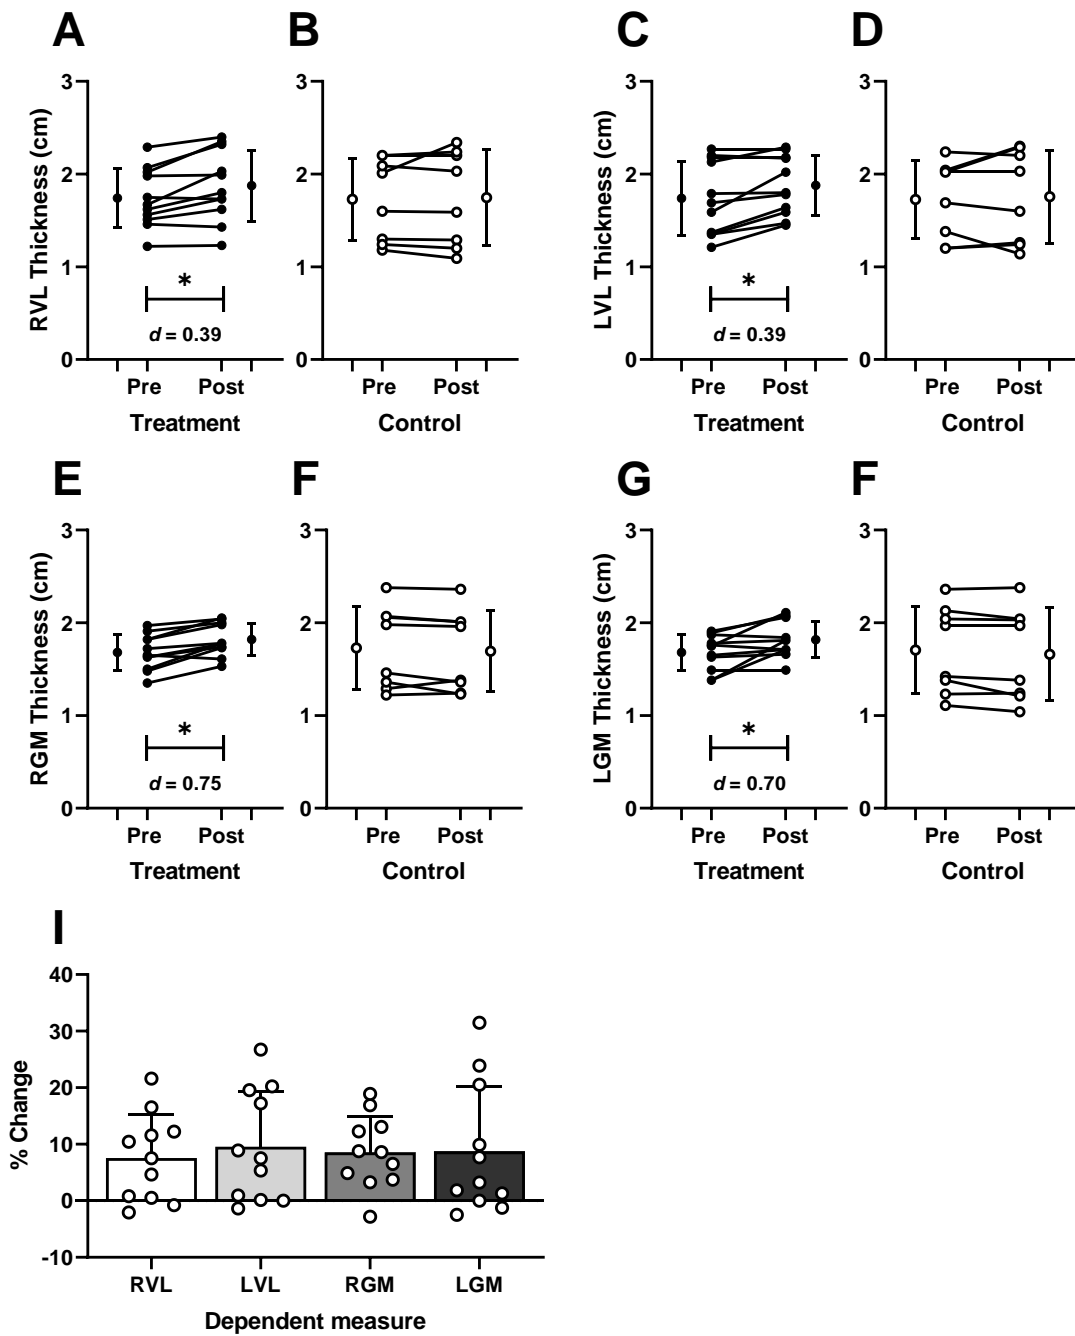 A B C D
3 3 3 3
RVL Thickness (cm) LVL Thickness (cm)
2 2 2 2
1 1 1 1
* *
d = 0.39 d = 0.39
0 0 0 0
Pre Post Pre Post Pre Post Pre Post
Treatment Control Treatment Control
E F G F
3 3 3 3
RGM Thickness (cm) LGM Thickness (cm)
2 2 2 2
1 1 1 1
* *
d = 0.75 d = 0.70
0 0 0 0
Pre Post Pre Post Pre Post Pre Post
Treatment Control Treatment Control
I
40
30
20
% Change
10
0
-10
RVL LVL RGM LGM
Dependent measure